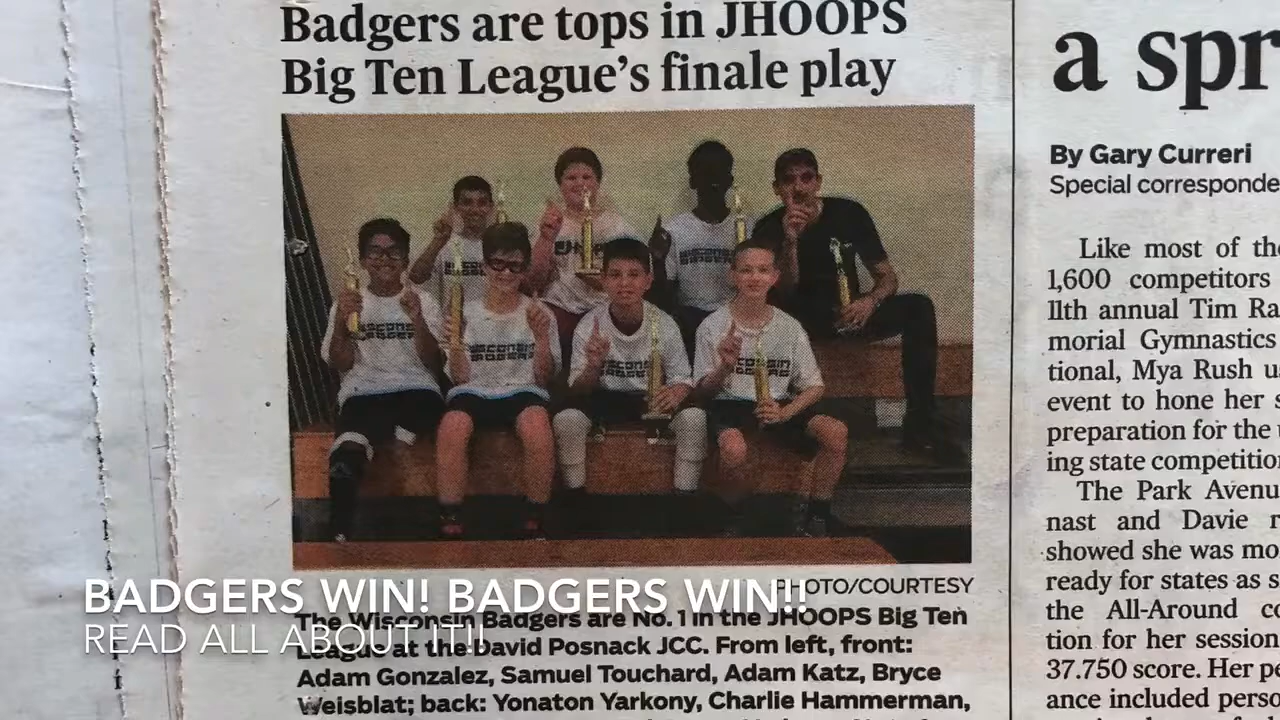 Badgers are tops in JHOOPS
Big Ten League's finale play
PHOTO/COURTESY
The Wisconsin Badgers are No. 1 in the JHOOPS Big Ten
League at the David Posnack JCC. From left, front:
Adam Gonzalez, Samuel Touchard, Adam Katz, Bryce
Weisblat; back: Yonaton Yarkony, Charlie Hammerman,
BADGERS WIN! BADGERS WIN!!
READ ALL ABOUT IT!!
a spr
By Gary Curreri
Special corresponde
Like most of the
1,600 competitors
11th annual Tim Ra
morial Gymnastics
tional, Mya Rush u
event to hone her s
preparation for the u
ing state competition
The Park Avenu
nast and Davie r
showed she was mo
ready for states as s
the All-Around co
tion for her session
37.750 score. Her pe
ance included perso